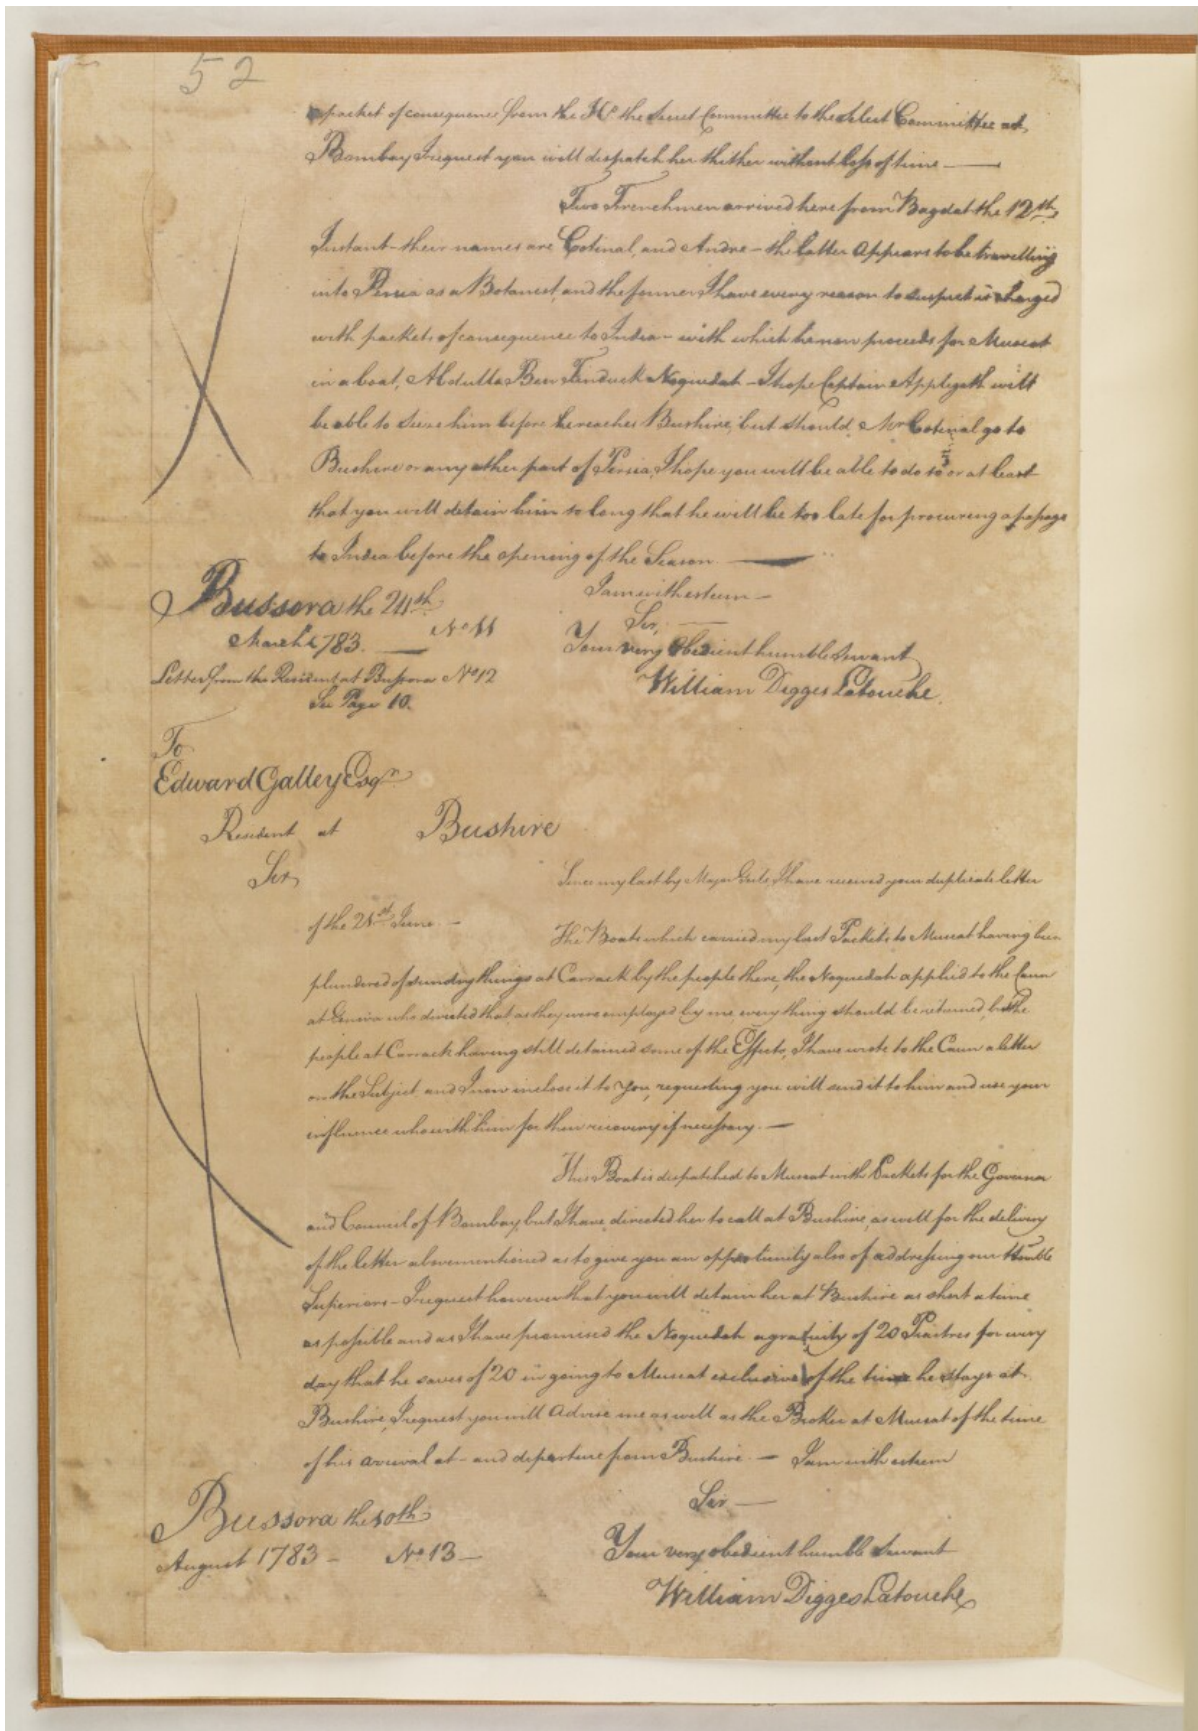 52
packet of consequence from the Hble the Secret Committee to the Select Committee at
Bombay I request you will dispatch her thither without loss of time —
Two Frenchmen arrived here from Bagdat the 12th
Instant - their names are Cotinal, and Andre - the latter appears to be travelling
into Persia as a Botanist, and the former I have every reason to suspect is charged
with packets of consequence to India - with which he now proceeds for Muscat
in a boat, Abdulla Ben Noquedah - I hope Captain Applegath will
be able to seize him before he reaches Bushire, but should Mr Cotinal go to
Bushire or any other part of Persia, I hope you will be able to do so or at least
that you will detain him so long that he will be too late for procuring a passage
to India before the opening of the Season —
I am with esteem —
Sir, —
Bussora the 24th
March 1783. — No 11
Your very Obedient humble Servant
William Digges Latouche.
Letter from the Resident at Bussora No 12
See Page 10.
To
Edward Galley Esqr
Resident at Bushire
Sir
Since my last by Major I have received your duplicate letter
of the 21st June. —
The Boats which carried my last Packets to Muscat having been
plundered of sundry things at Carrack by the people there, the Noquedah applied to the Caun
at who directed that as they were employed by me every thing should be returned, but the
people at Carrack having still detained some of the Effects, I have wrote to the Caun a letter
on the Subject and I now inclose it to you, requesting you will send it to him and use your
influence with him for their recovery if necessary. —
This Boat is dispatched to Muscat with Packets for the Governor
and Council of Bombay but I have directed her to call at Bushire, as well for the delivery
of the letter abovementioned as to give you an opportunity also of addressing our Hble
Superiors - I request however that you will detain her at Bushire as short a time
as possible and as I have promised the Noquedah a gratuity of 20 Piastres for every
day that he saves of 20 in going to Muscat exclusive of the time he stays at
Bushire, I request you will advise me as well as the Broker at Muscat of the time
of his arrival at - and departure from Bushire. — I am with esteem
Sir —
Bussora the 10th
August 1783 — No 13 —
Your very obedient humble Servant
William Digges Latouche